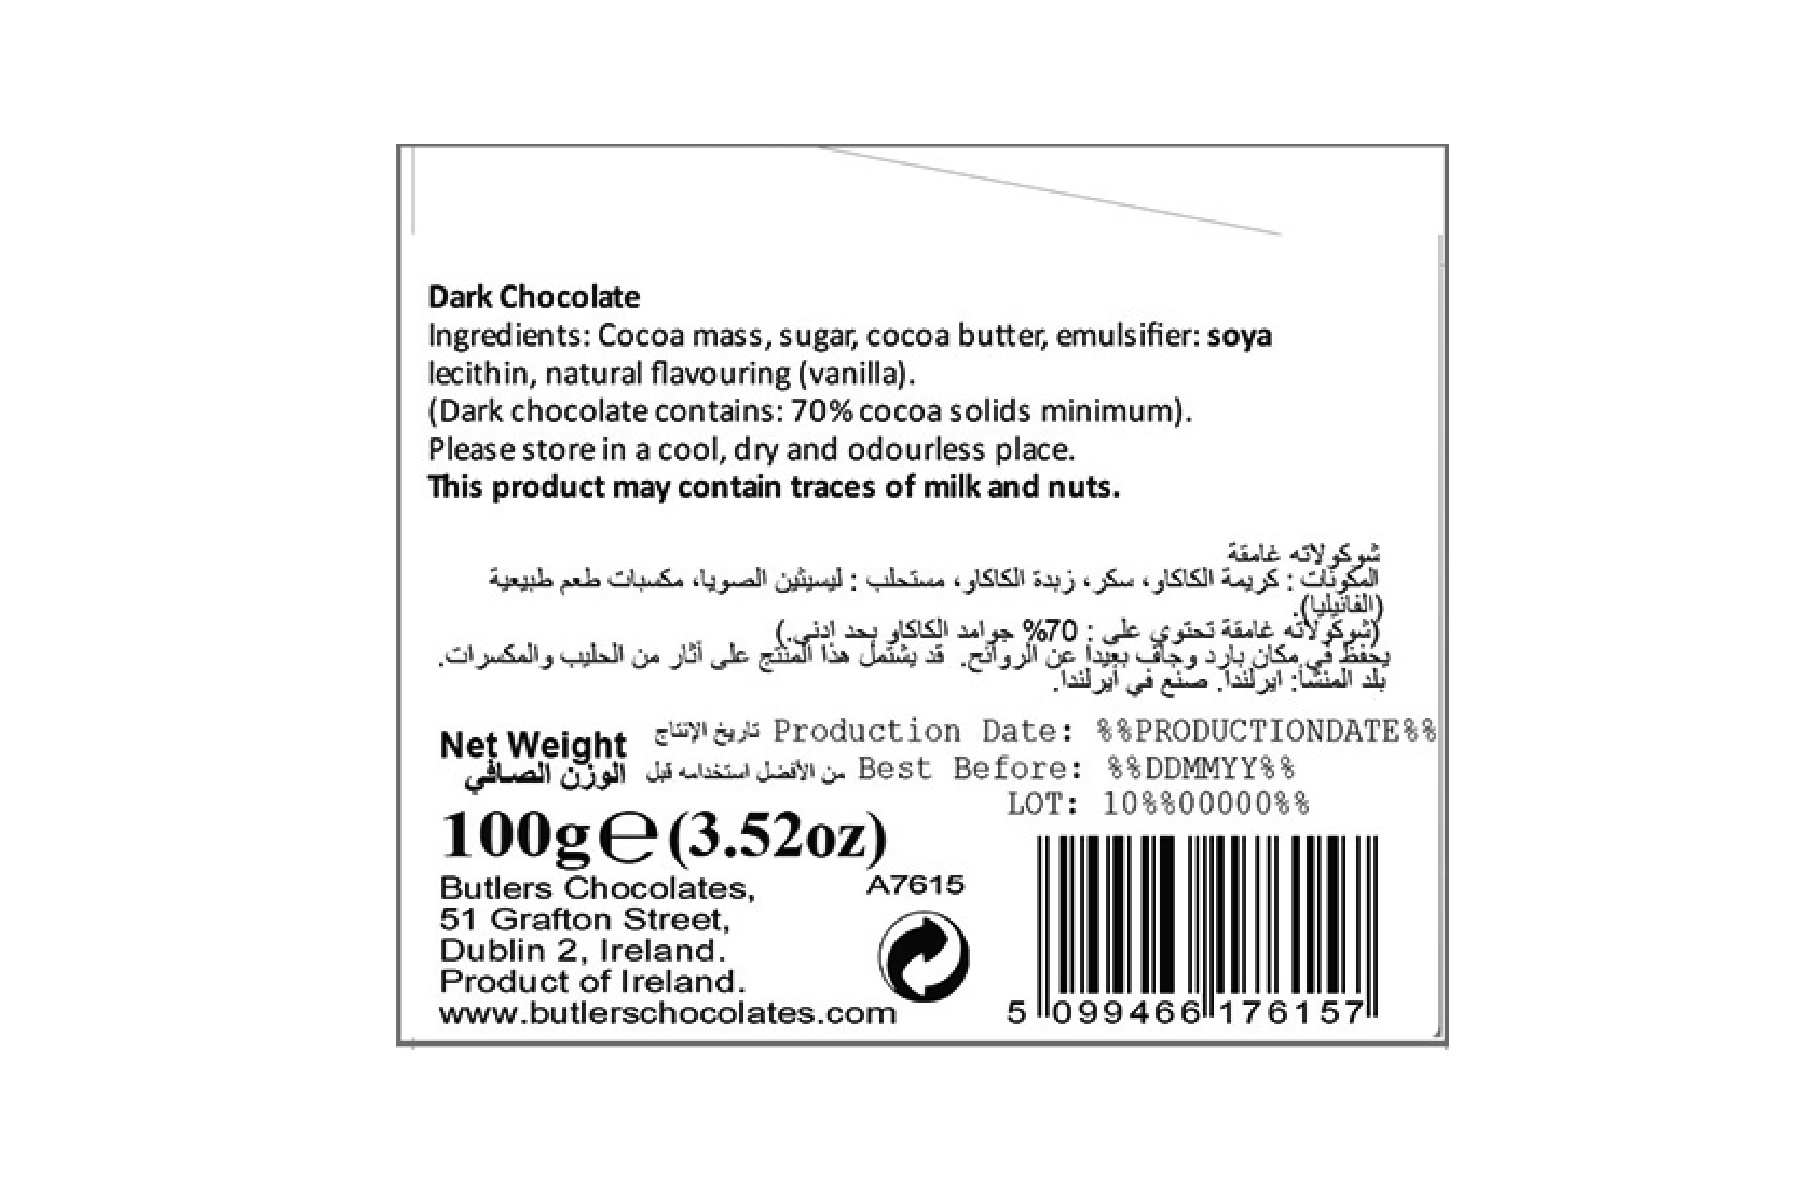 Dark Chocolate
Ingredients: Cocoa mass, sugar, cocoa butter, emulsifier: soya
lecithin, natural flavouring (vanilla).
(Dark chocolate contains: 70% cocoa solids minimum).
Please store in a cool, dry and odourless place.
This product may contain traces of milk and nuts.
شوكولاته غامقة
المكونات : كريمة الكاكاو، سكر، زبدة الكاكاو، مستحلب : ليسيثين الصويا، مكسبات طعم طبيعية
(الفانيليا).
(شوكولاته غامقة تحتوي على : 70% جوامد الكاكاو بحد ادنى.)
يحفظ في مكان بارد وجاف بعيدا عن الروائح. قد يشتمل هذا المنتج على آثار من الحليب والمكسرات.
بلد المنشأ: ايرلندا. صنع في أيرلندا.
تاريخ الإنتاج Production Date: %%PRODUCTIONDATE%%
من الأفضل استخدامه قبل Best Before: %%DDMMYY%%
LOT: 10%%00000%%
Net Weight
الوزن الصافي
100g℮(3.52oz)
Butlers Chocolates,
51 Grafton Street,
Dublin 2, Ireland.
Product of Ireland.
www.butlerschocolates.com
A7615
5 099466 176157